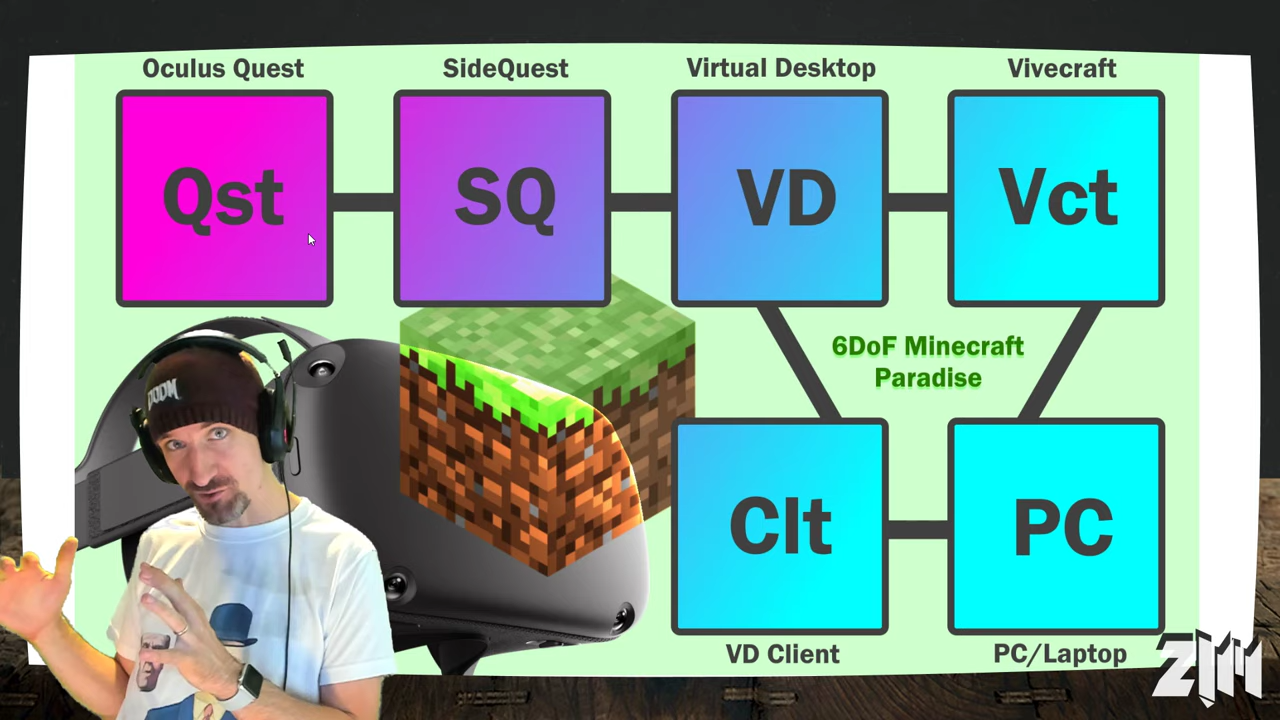 Oculus Quest
SideQuest
Virtual Desktop
Vivecraft
Qst
SQ
VD
Vct
6DoF Minecraft
Paradise
DOOM
Clt
PC
VD Client
PC/Laptop